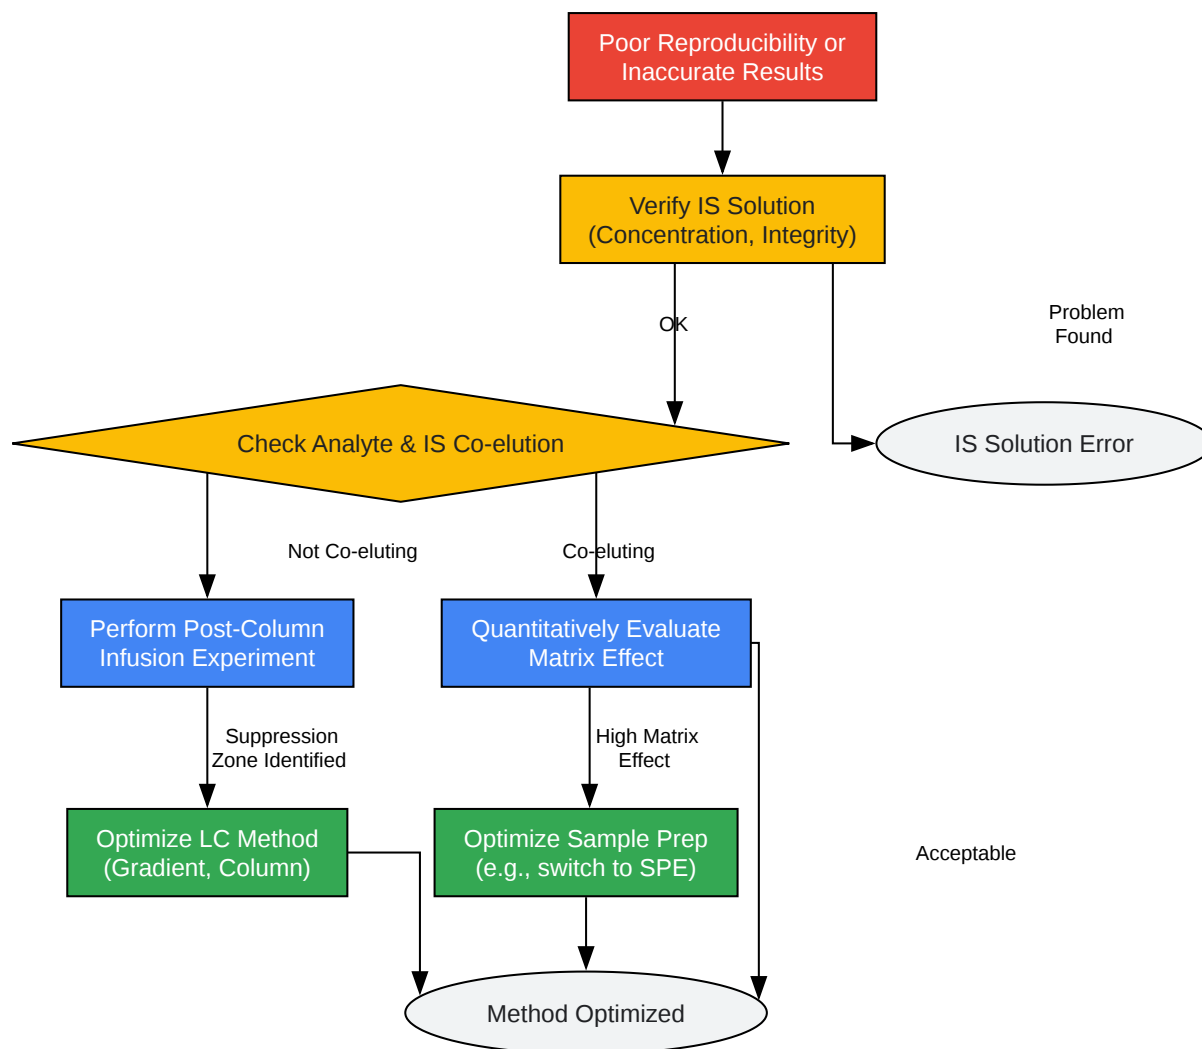 Poor Reproducibility or
Inaccurate Results
Verify IS Solution
(Concentration, Integrity)
OK
Problem
Found
Check Analyte & IS Co-elution
IS Solution Error
Not Co-eluting
Co-eluting
Perform Post-Column
Infusion Experiment
Quantitatively Evaluate
Matrix Effect
Suppression
Zone Identified
High Matrix
Effect
Optimize LC Method
(Gradient, Column)
Optimize Sample Prep
(e.g., switch to SPE)
Acceptable
Method Optimized